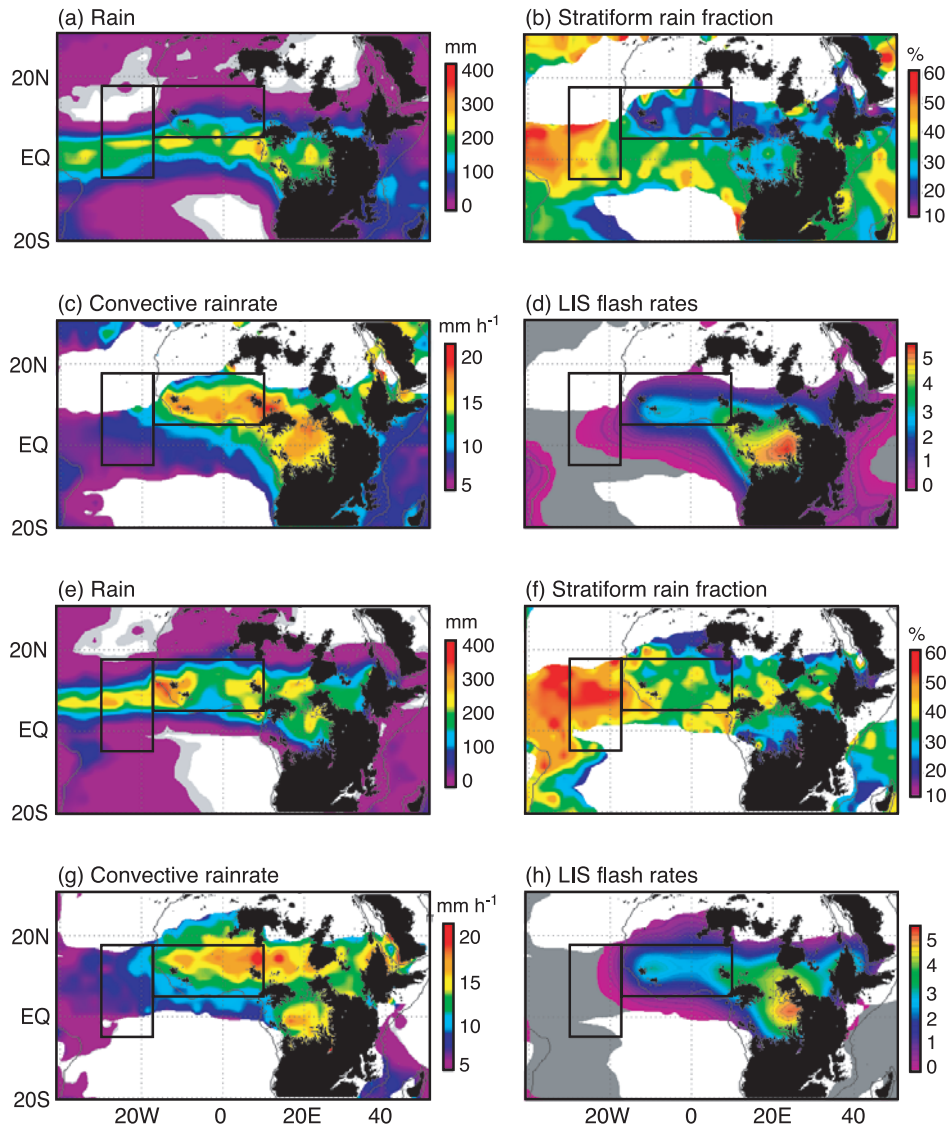 (a) Rain
(b) Stratiform rain fraction
mm
%
20N
EQ
20S
400
300
200
100
0
60
50
40
30
20
10
(c) Convective rainrate
(d) LIS flash rates
mm h⁻¹
20N
EQ
20S
20
15
10
5
5
4
3
2
1
0
(e) Rain
(f) Stratiform rain fraction
mm
%
20N
EQ
20S
400
300
200
100
0
60
50
40
30
20
10
(g) Convective rainrate
(h) LIS flash rates
mm h⁻¹
20N
EQ
20S
20
15
10
5
5
4
3
2
1
0
20W 0 20E 40
20W 0 20E 40